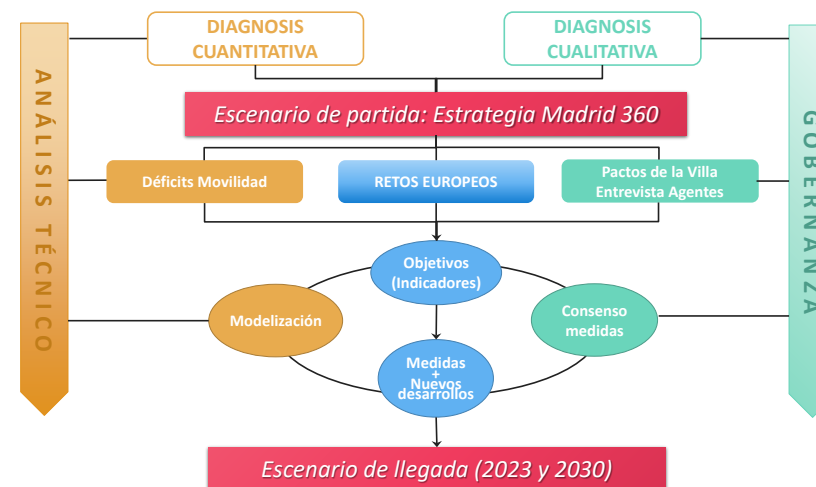 DIAGNOSIS
CUANTITATIVA
DIAGNOSIS
CUALITATIVA
ANÁLISIS TÉCNICO
GOBERNANZA
Escenario de partida: Estrategia Madrid 360
Déficits Movilidad
RETOS EUROPEOS
Pactos de la Villa
Entrevista Agentes
Objetivos
(Indicadores)
Modelización
Consenso
medidas
Medidas
+
Nuevos
desarrollos
Escenario de llegada (2023 y 2030)